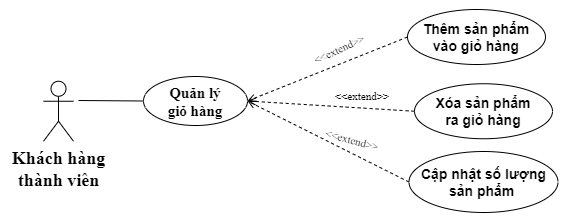 Thêm sản phẩm
vào giỏ hàng
<<extend>>
Quản lý
giỏ hàng
<<extend>>
Xóa sản phẩm
ra giỏ hàng
<<extend>>
Khách hàng
thành viên
Cập nhật số lượng
sản phẩm